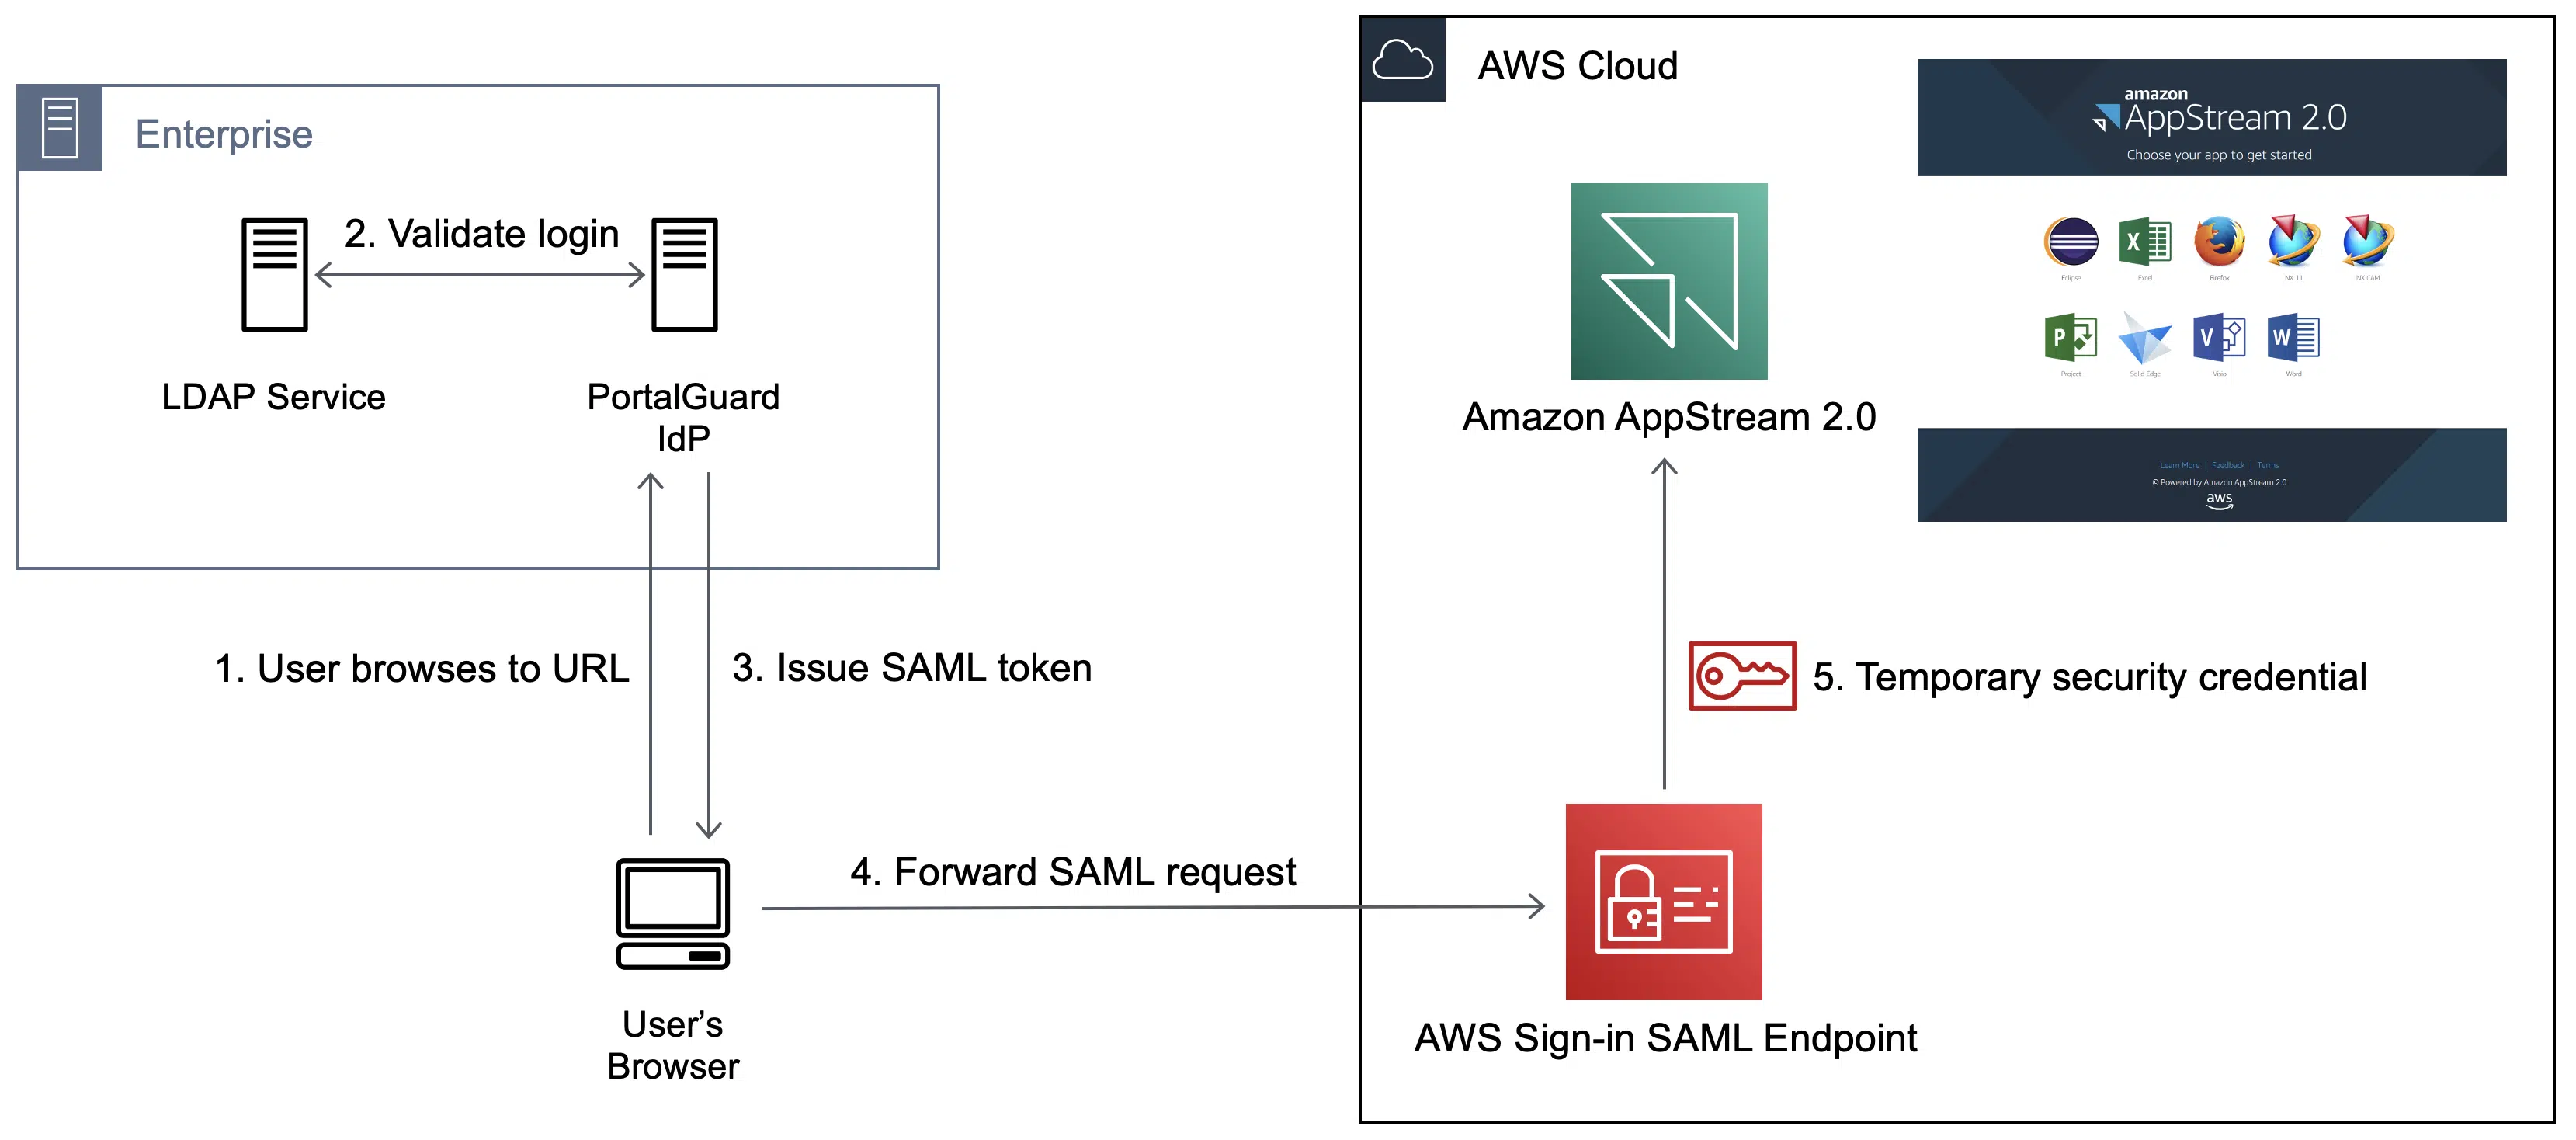 Enterprise
2. Validate login
LDAP Service
PortalGuard
IdP
1. User browses to URL
3. Issue SAML token
User’s
Browser
4. Forward SAML request
AWS Cloud
amazon
AppStream 2.0
Choose your app to get started
Eclipse
Excel
Firefox
NX 11
NX CAM
Project
Solid Edge
Visio
Word
Learn More | Feedback | Terms
© Powered by Amazon AppStream 2.0
aws
Amazon AppStream 2.0
5. Temporary security credential
AWS Sign-in SAML Endpoint